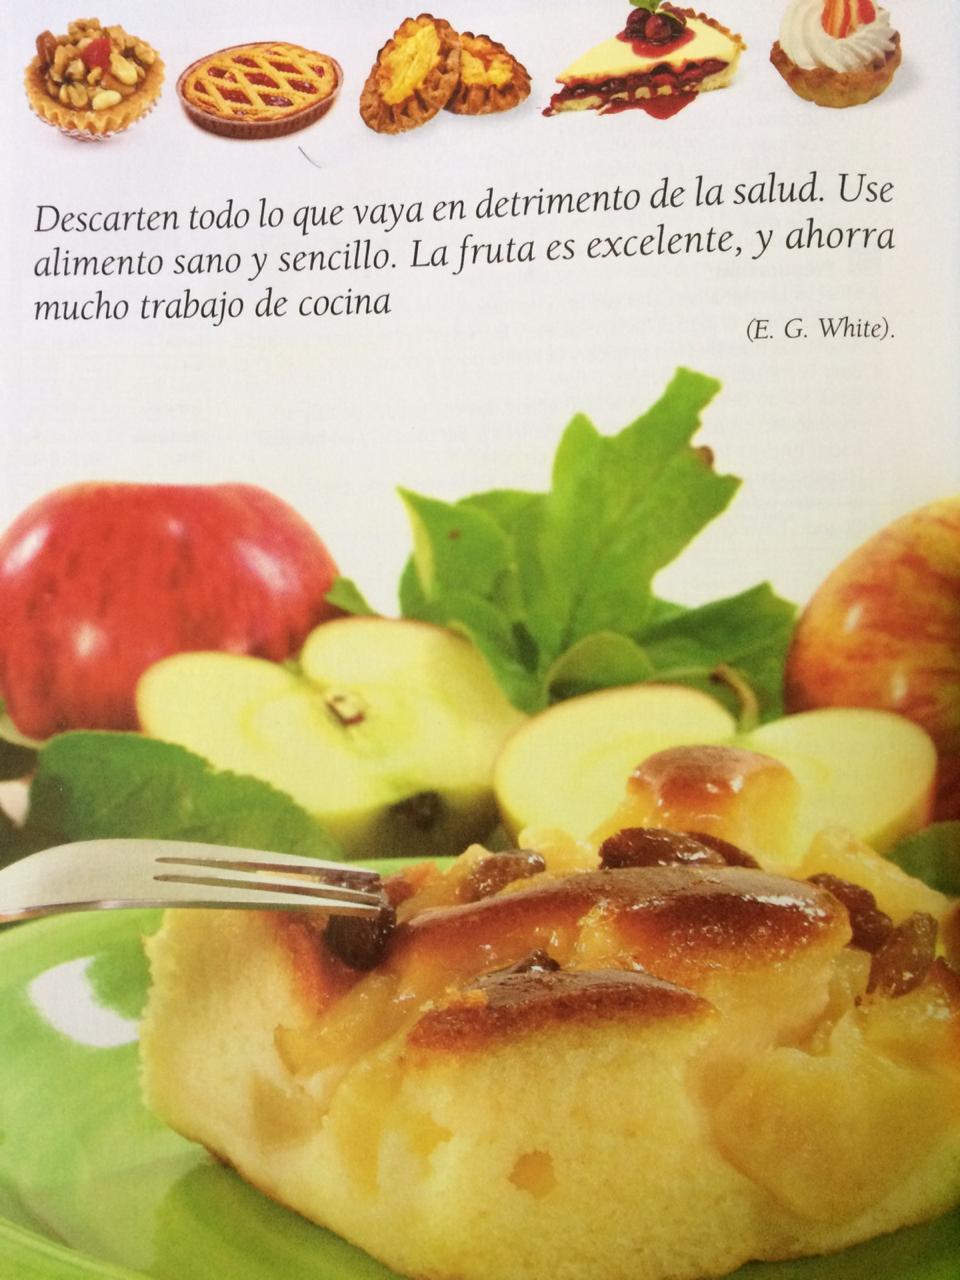 Descarten todo lo que vaya en detrimento de la salud. Use
alimento sano y sencillo. La fruta es excelente, y ahorra
mucho trabajo de cocina
(E. G. White).